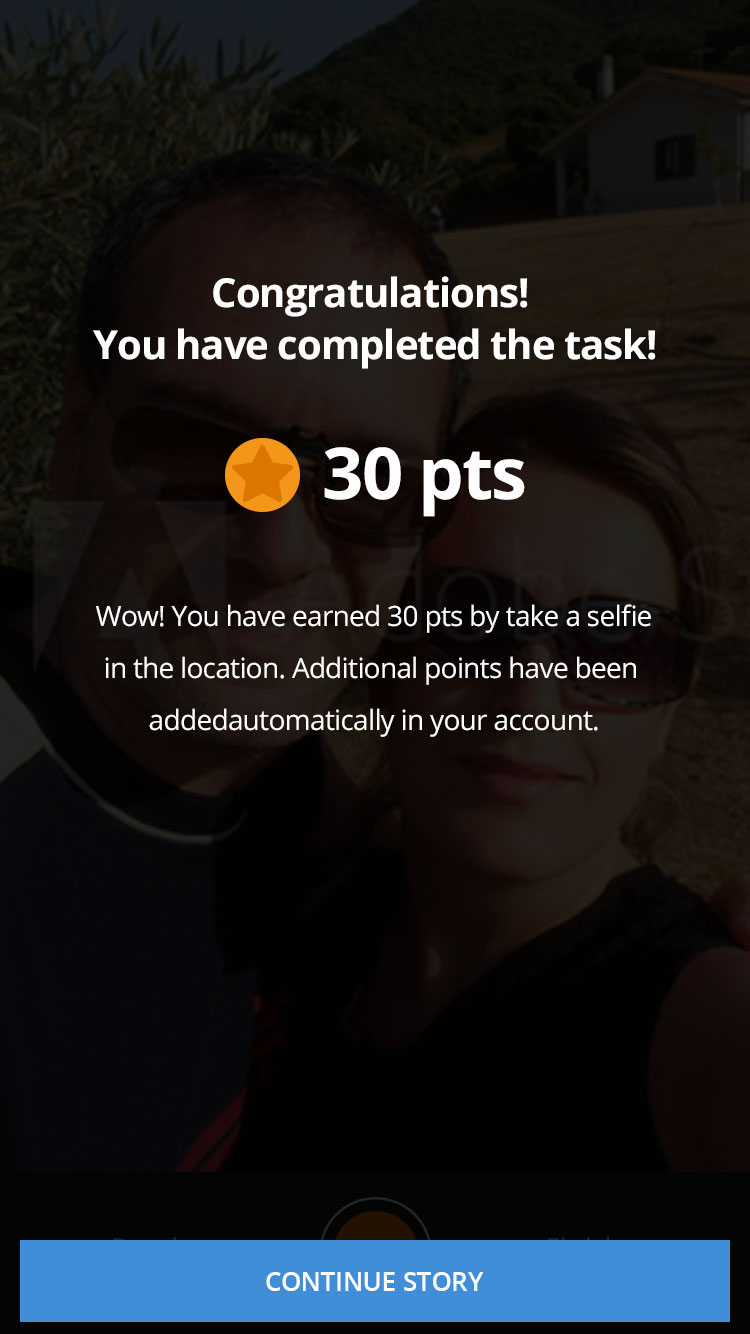 Congratulations!
You have completed the task!
30 pts
Wow! You have earned 30 pts by take a selfie
in the location. Additional points have been
addedautomatically in your account.
CONTINUE STORY